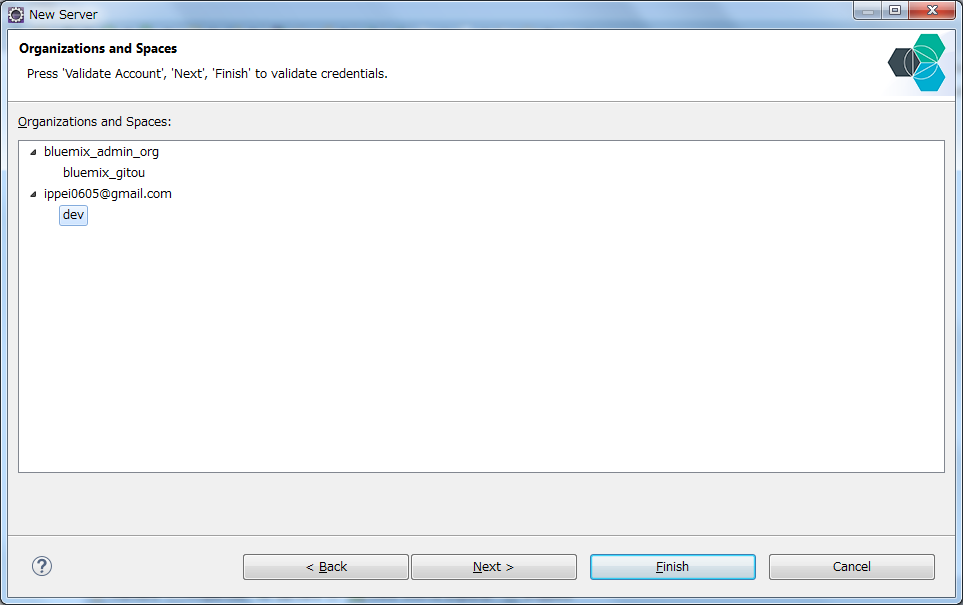 New Server
Organizations and Spaces
Press 'Validate Account', 'Next', 'Finish' to validate credentials.
Organizations and Spaces:
bluemix_admin_org
bluemix_gitou
ippei0605@gmail.com
dev
?
< Back
Next >
Finish
Cancel